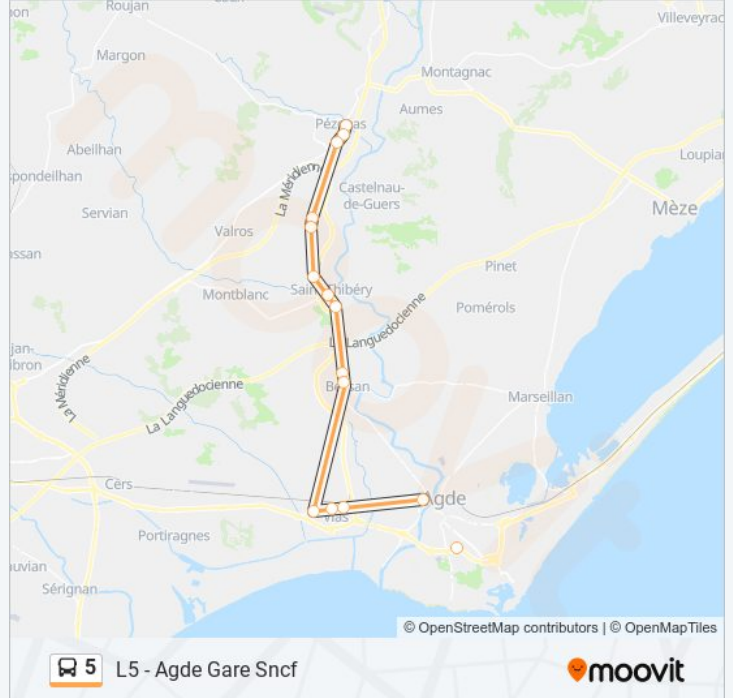 Roujan
Villeveyrac
Margon
Montagnac
Aumes
Pézenas
Abeilhan
Loupian
La Méridienne
Castelnau-
de-Guers
Servian
Mèze
Valros
Pinet
Saint-Thibéry
Montblanc
Pomérols
La Languedocienne
La Méridienne
Bessan
La Languedocienne
Marseillan
Cers
Agde
Vias
Portiragnes
Sérignan
© OpenStreetMap contributors | © OpenMapTiles
5 L5 - Agde Gare Sncf
moovit